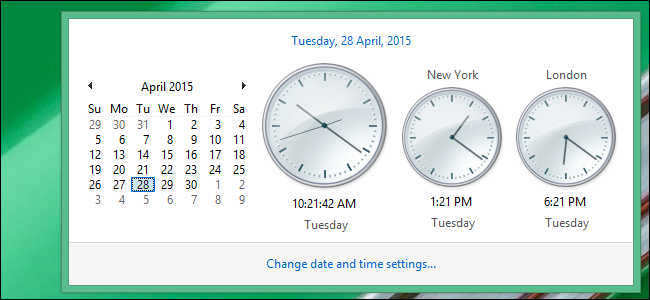 Tuesday, 28 April, 2015
April 2015
Su Mo Tu We Th Fr Sa
29 30 31 1 2 3 4
5 6 7 8 9 10 11
12 13 14 15 16 17 18
19 20 21 22 23 24 25
26 27 28 29 30 1 2
3 4 5 6 7 8 9
10:21:42 AM
Tuesday
New York
1:21 PM
Tuesday
London
6:21 PM
Tuesday
Change date and time settings...